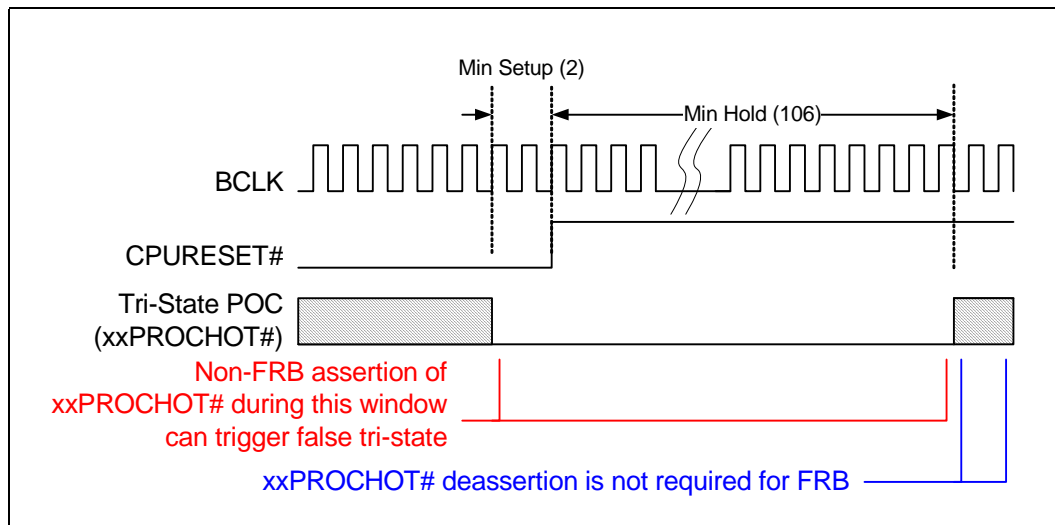 Min Setup (2)
Min Hold (106)
BCLK
CPURESET#
Tri-State POC
(xxPROCHOT#)
Non-FRB assertion of
xxPROCHOT# during this window
can trigger false tri-state
xxPROCHOT# deassertion is not required for FRB